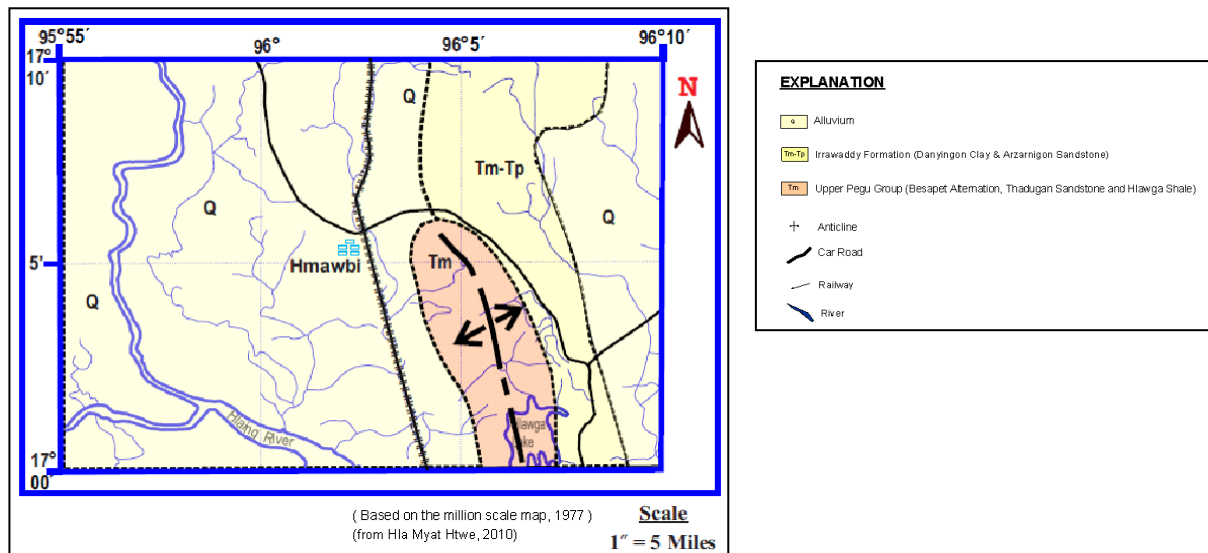 95°55´ 96° 96°5´ 96°10´
17°
10´
N
Q
Tm-Tp
Q
Q
5´
Hmawbi
Tm
Q
Hlaing River
17°
00´
( Based on the million scale map, 1977 )
(from Hla Myat Htwe, 2010)
Scale
1″ = 5 Miles
EXPLANATION
Q Alluvium
Tm-Tp Irrawaddy Formation (Danyingon Clay & Arzarnigon Sandstone)
Tm Upper Pegu Group (Besapet Alternation, Thadugan Sandstone and Hlawga Shale)
Anticline
Car Road
Railway
River